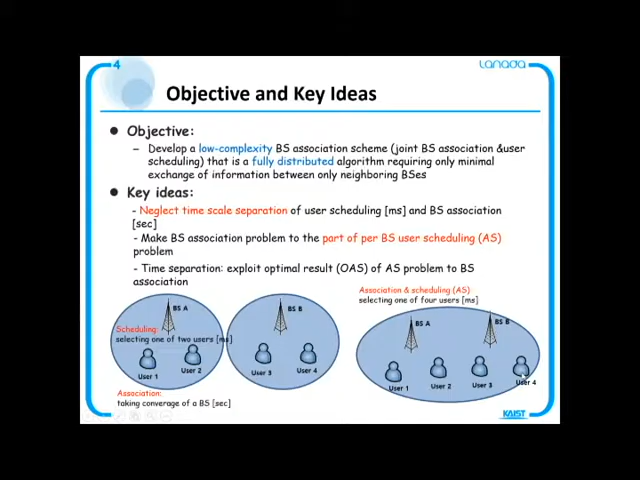 4
Lanada
Objective and Key Ideas
Objective:
– Develop a low-complexity BS association scheme (joint BS association &user
scheduling) that is a fully distributed algorithm requiring only minimal
exchange of information between only neighboring BSes
Key ideas:
- Neglect time scale separation of user scheduling [ms] and BS association
[sec]
- Make BS association problem to the part of per BS user scheduling (AS)
problem
- Time separation: exploit optimal result (OAS) of AS problem to BS
association
Association & scheduling (AS)
selecting one of four users [ms]
BS A
BS B
Scheduling:
selecting one of two users [ms]
User 1
User 2
User 3
User 4
BS A
BS B
User 1
User 2
User 3
User 4
Association:
taking converage of a BS [sec]
KAIST